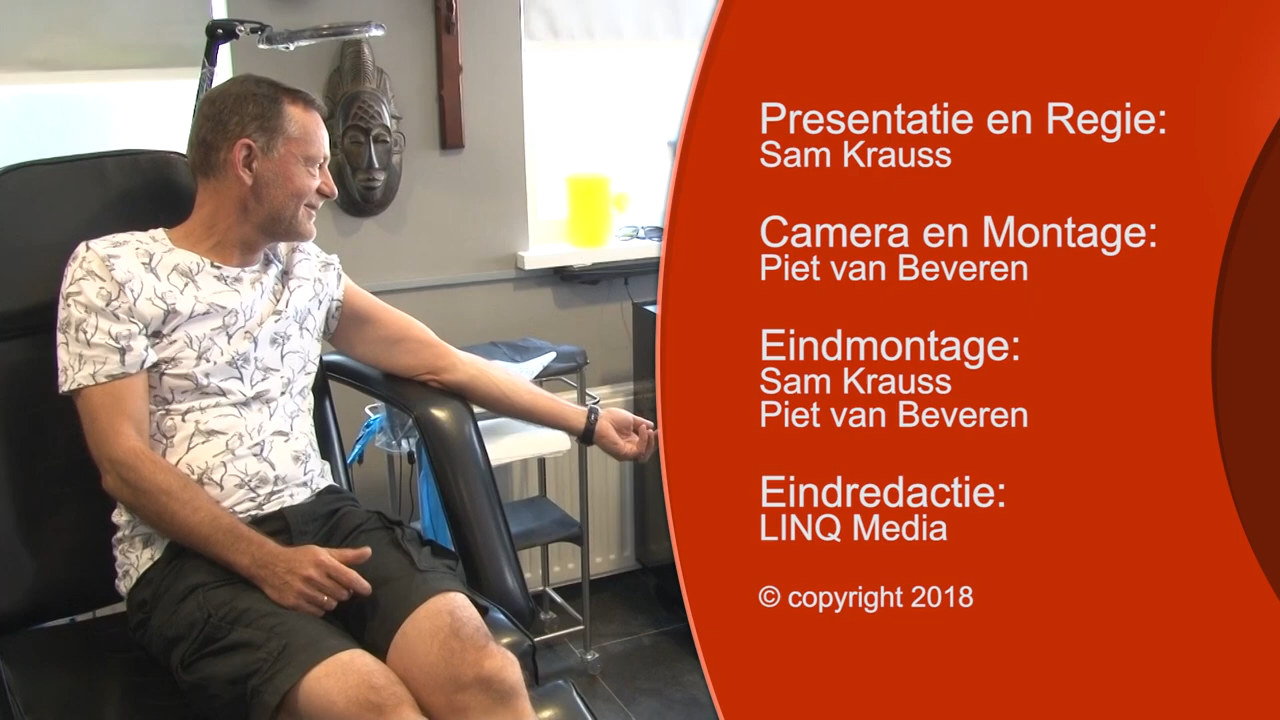 Presentatie en Regie:
Sam Krauss
Camera en Montage:
Piet van Beveren
Eindmontage:
Sam Krauss
Piet van Beveren
Eindredactie:
LINQ Media
© copyright 2018